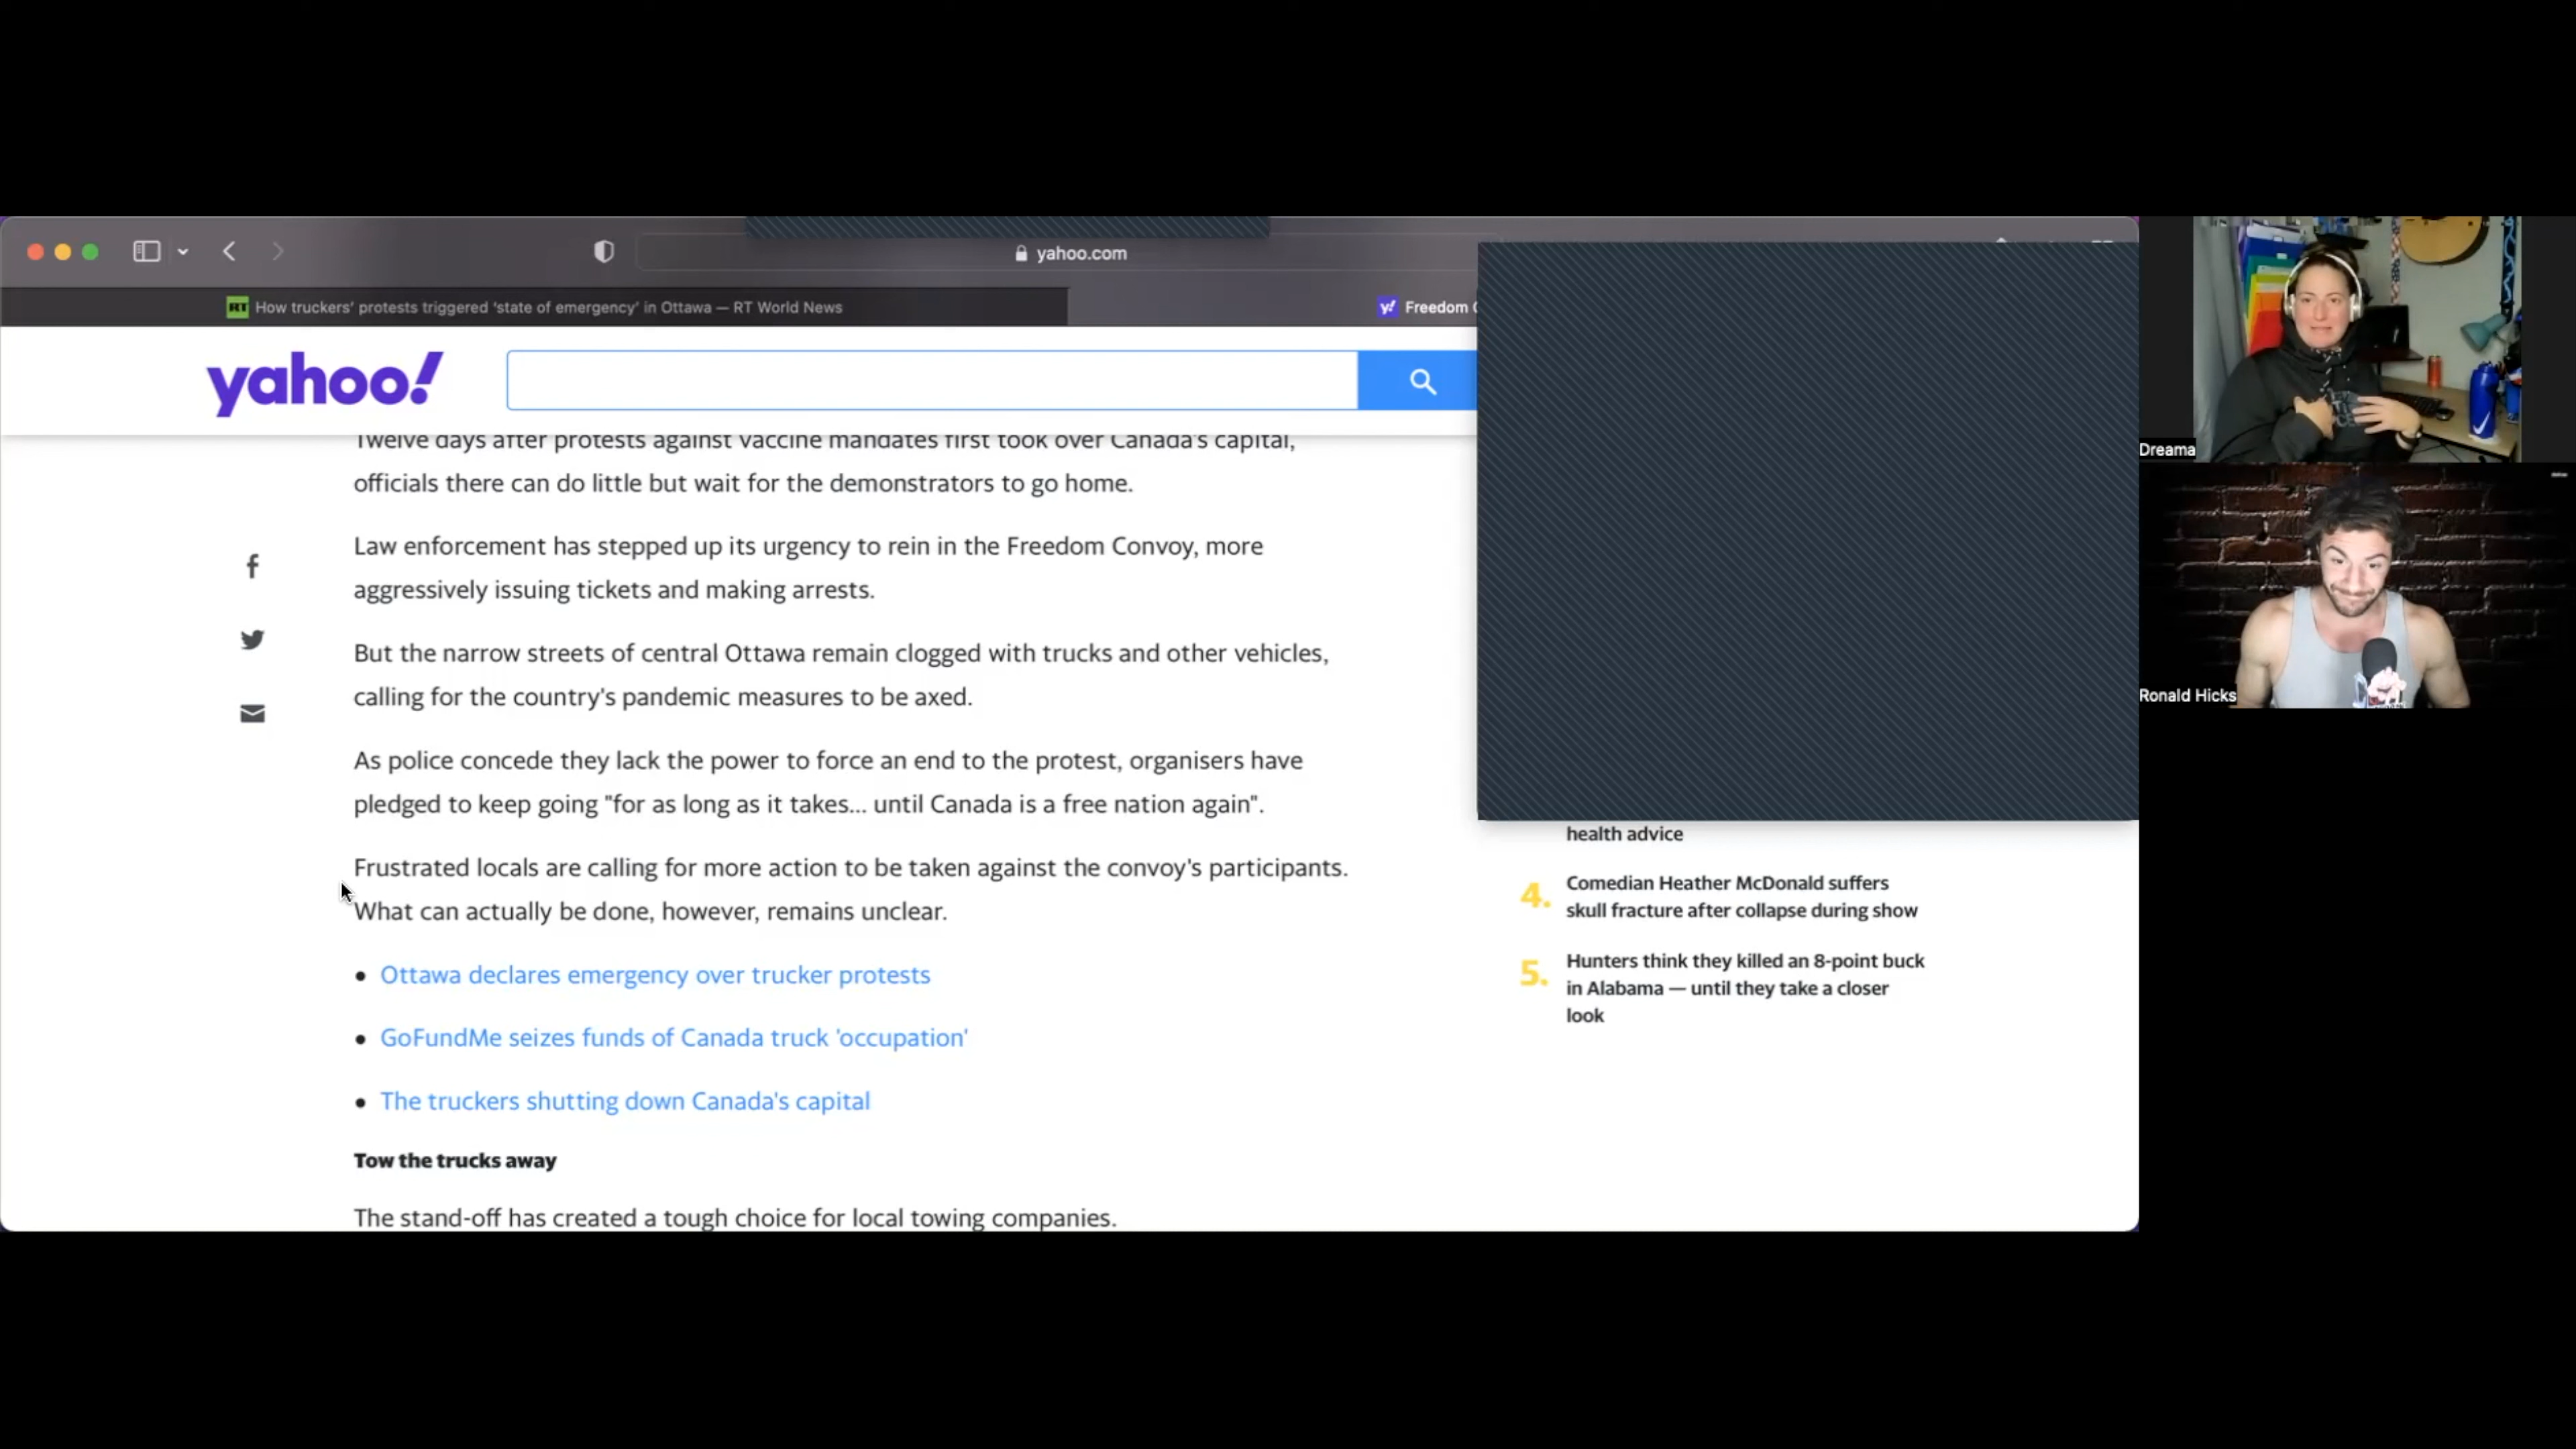 yahoo.com
RT How truckers' protests triggered 'state of emergency' in Ottawa — RT World News
y! Freedom
yahoo!
Twelve days after protests against vaccine mandates first took over Canada's capital,
officials there can do little but wait for the demonstrators to go home.
Law enforcement has stepped up its urgency to rein in the Freedom Convoy, more
aggressively issuing tickets and making arrests.
But the narrow streets of central Ottawa remain clogged with trucks and other vehicles,
calling for the country's pandemic measures to be axed.
As police concede they lack the power to force an end to the protest, organisers have
pledged to keep going "for as long as it takes... until Canada is a free nation again".
Frustrated locals are calling for more action to be taken against the convoy's participants.
What can actually be done, however, remains unclear.
• Ottawa declares emergency over trucker protests
• GoFundMe seizes funds of Canada truck 'occupation'
• The truckers shutting down Canada's capital
Tow the trucks away
The stand-off has created a tough choice for local towing companies.
health advice
4. Comedian Heather McDonald suffers
skull fracture after collapse during show
5. Hunters think they killed an 8-point buck
in Alabama — until they take a closer
look
Dreama
Ronald Hicks